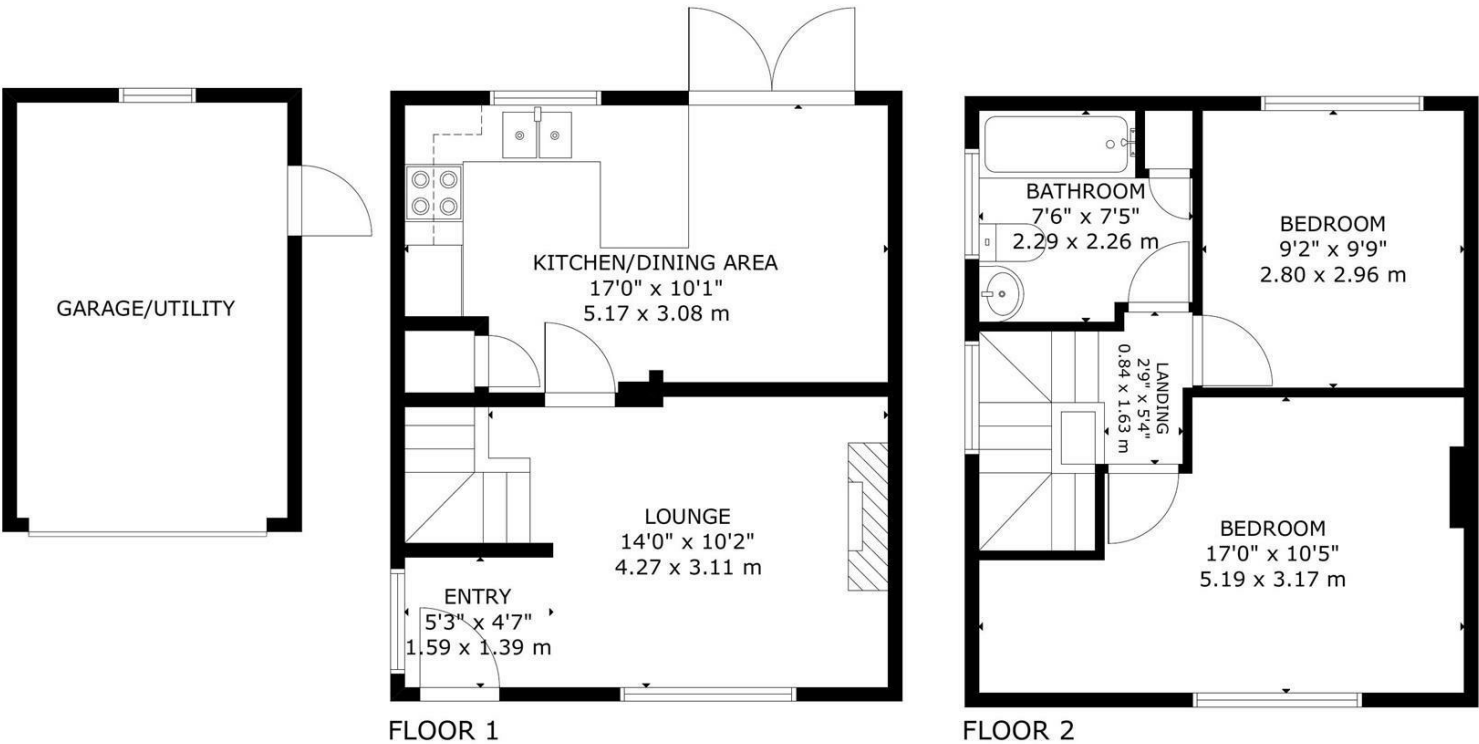 GARAGE/UTILITY
KITCHEN/DINING AREA
17'0" x 10'1"
5.17 x 3.08 m
LOUNGE
14'0" x 10'2"
4.27 x 3.11 m
ENTRY
5'3" x 4'7"
1.59 x 1.39 m
FLOOR 1
BATHROOM
7'6" x 7'5"
2.29 x 2.26 m
BEDROOM
9'2" x 9'9"
2.80 x 2.96 m
LANDING
2'9" x 5'4"
0.84 x 1.63 m
BEDROOM
17'0" x 10'5"
5.19 x 3.17 m
FLOOR 2